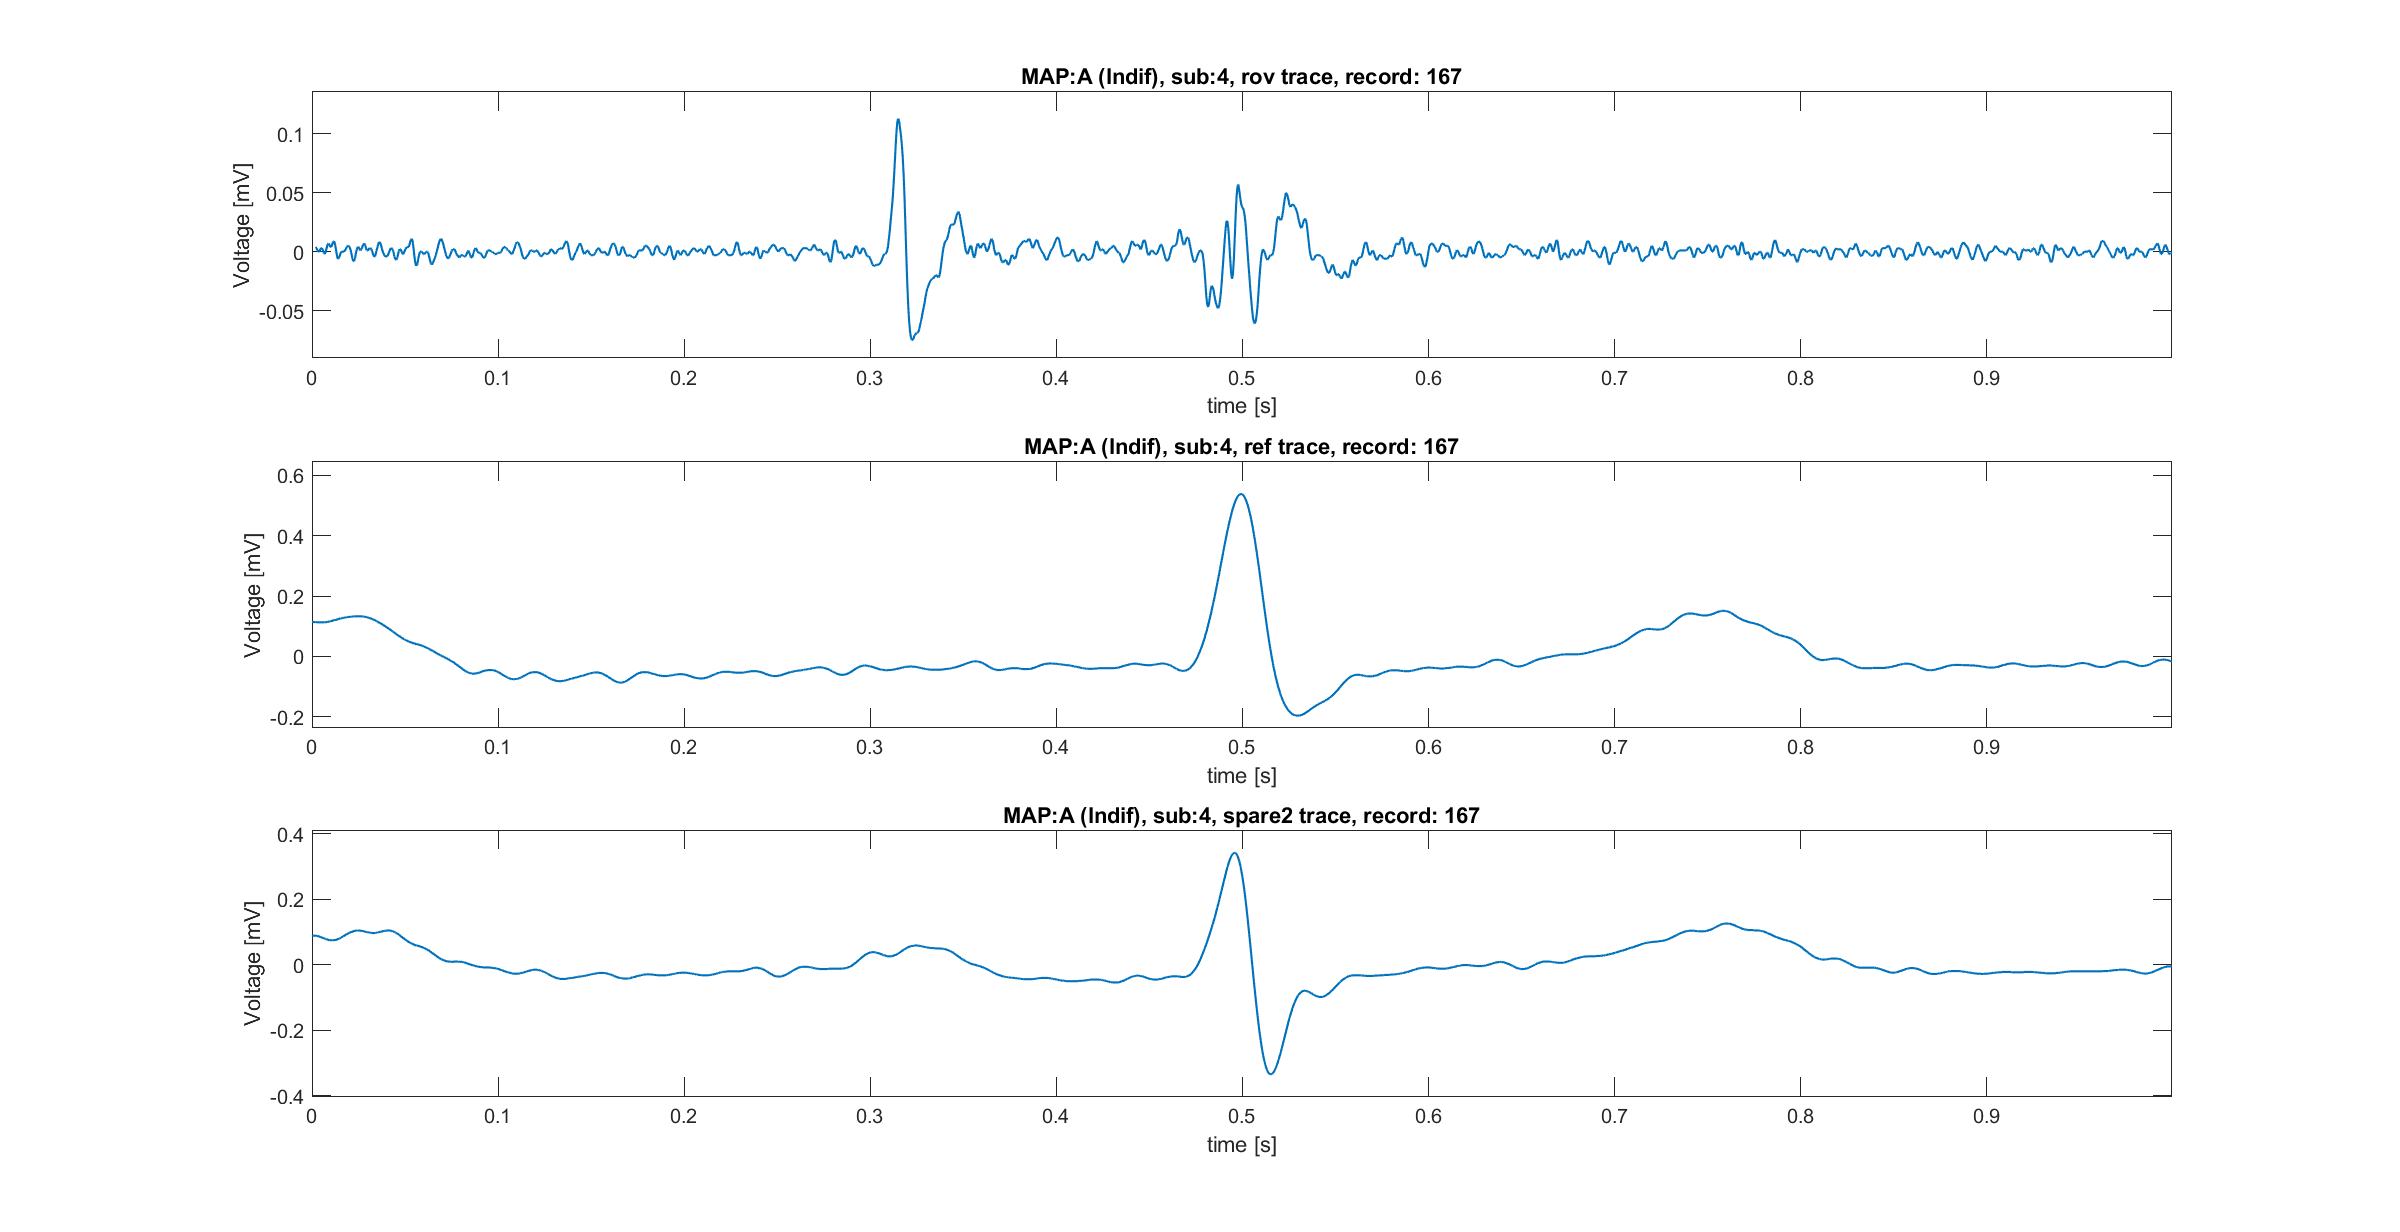 MAP:A (Indif), sub:4, rov trace, record: 167
Voltage [mV]
0.1
0.05
0
-0.05
0 0.1 0.2 0.3 0.4 0.5 0.6 0.7 0.8 0.9
time [s]
MAP:A (Indif), sub:4, ref trace, record: 167
Voltage [mV]
0.6
0.4
0.2
0
-0.2
0 0.1 0.2 0.3 0.4 0.5 0.6 0.7 0.8 0.9
time [s]
MAP:A (Indif), sub:4, spare2 trace, record: 167
Voltage [mV]
0.4
0.2
0
-0.2
-0.4
0 0.1 0.2 0.3 0.4 0.5 0.6 0.7 0.8 0.9
time [s]